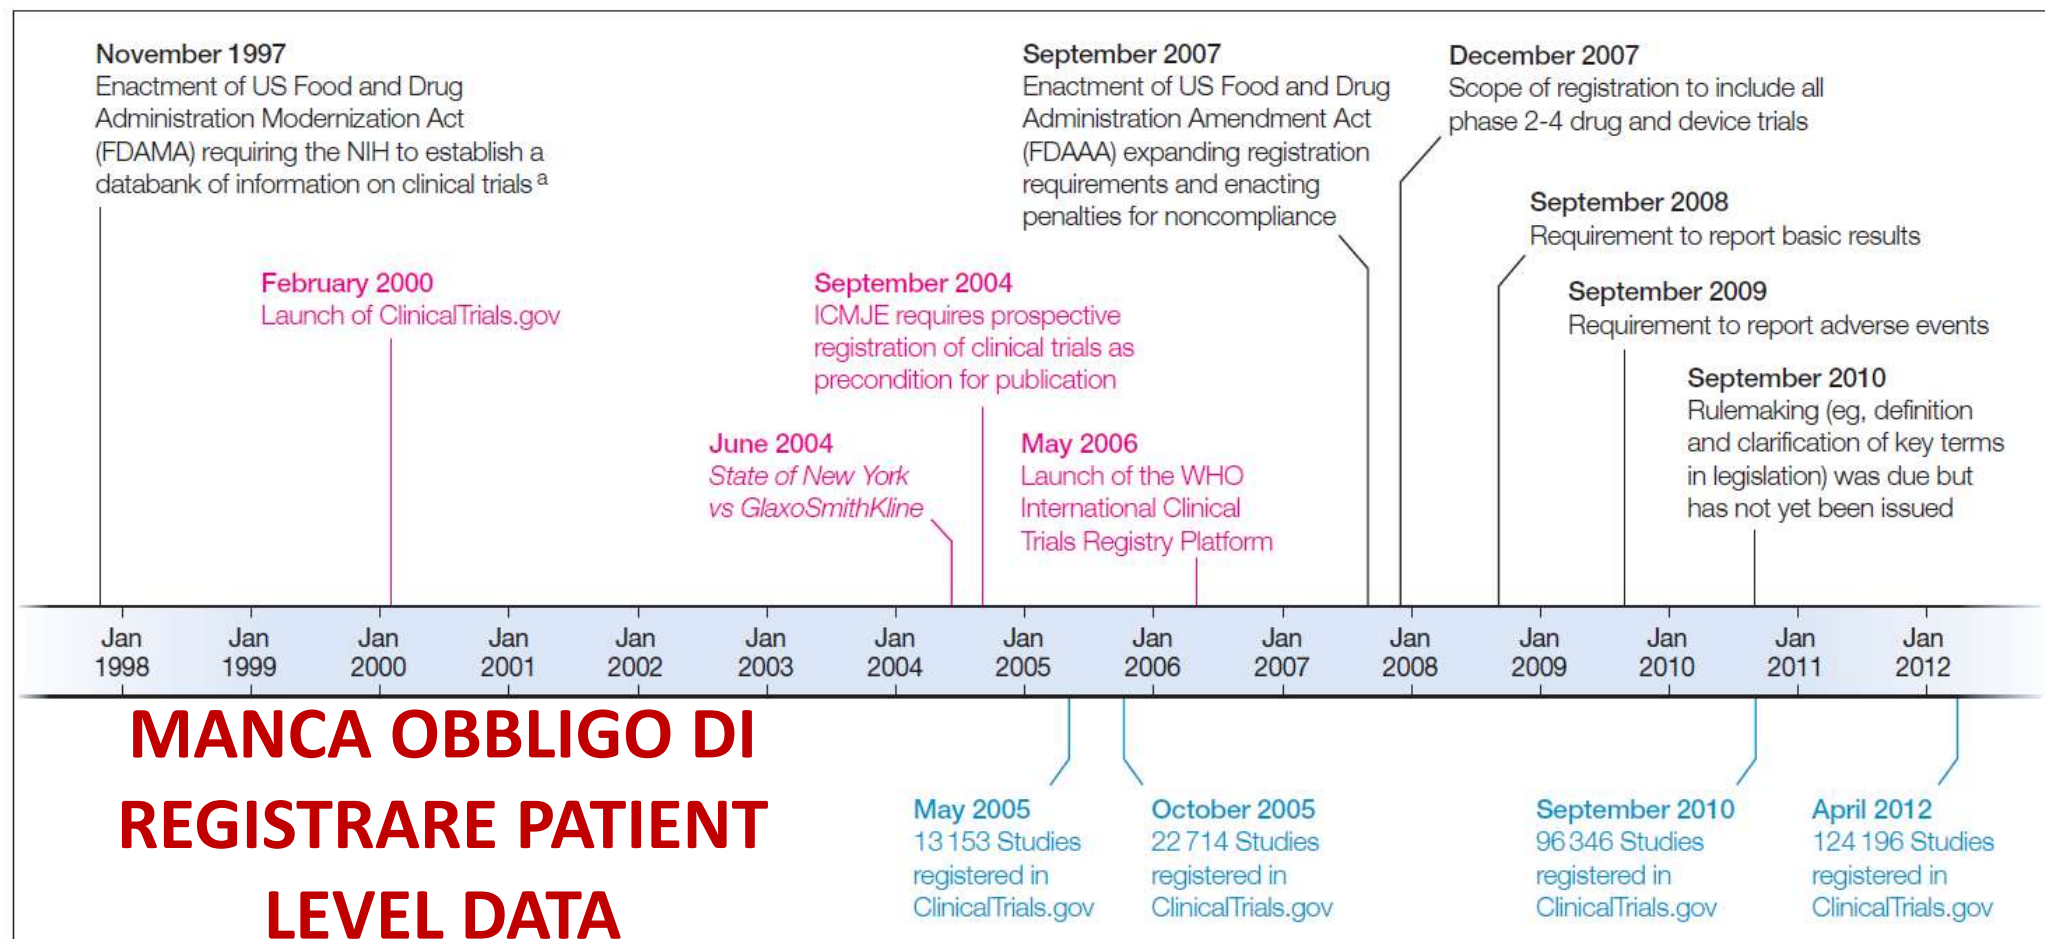 November 1997
Enactment of US Food and Drug
Administration Modernization Act
(FDAMA) requiring the NIH to establish a
databank of information on clinical trials a
September 2007
Enactment of US Food and Drug
Administration Amendment Act
(FDAAA) expanding registration
requirements and enacting
penalties for noncompliance
December 2007
Scope of registration to include all
phase 2-4 drug and device trials
September 2008
Requirement to report basic results
February 2000
Launch of ClinicalTrials.gov
September 2004
ICMJE requires prospective
registration of clinical trials as
precondition for publication
September 2009
Requirement to report adverse events
September 2010
Rulemaking (eg, definition
and clarification of key terms
in legislation) was due but
has not yet been issued
June 2004
State of New York
vs GlaxoSmithKline
May 2006
Launch of the WHO
International Clinical
Trials Registry Platform
Jan Jan Jan Jan Jan Jan Jan Jan Jan Jan Jan Jan Jan Jan Jan
1998 1999 2000 2001 2002 2003 2004 2005 2006 2007 2008 2009 2010 2011 2012
MANCA OBBLIGO DI
REGISTRARE PATIENT
LEVEL DATA
May 2005
13 153 Studies
registered in
ClinicalTrials.gov
October 2005
22 714 Studies
registered in
ClinicalTrials.gov
September 2010
96 346 Studies
registered in
ClinicalTrials.gov
April 2012
124 196 Studies
registered in
ClinicalTrials.gov